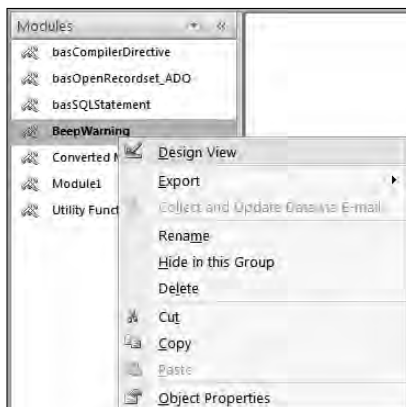 Modules
basCompilerDirective
basOpenRecordset_ADO
basSQLStatement
BeepWarning
Converted M
Module1
Utility Funct
Design View
Export
Collect and Update Data via E-mail
Rename
Hide in this Group
Delete
Cut
Copy
Paste
Object Properties